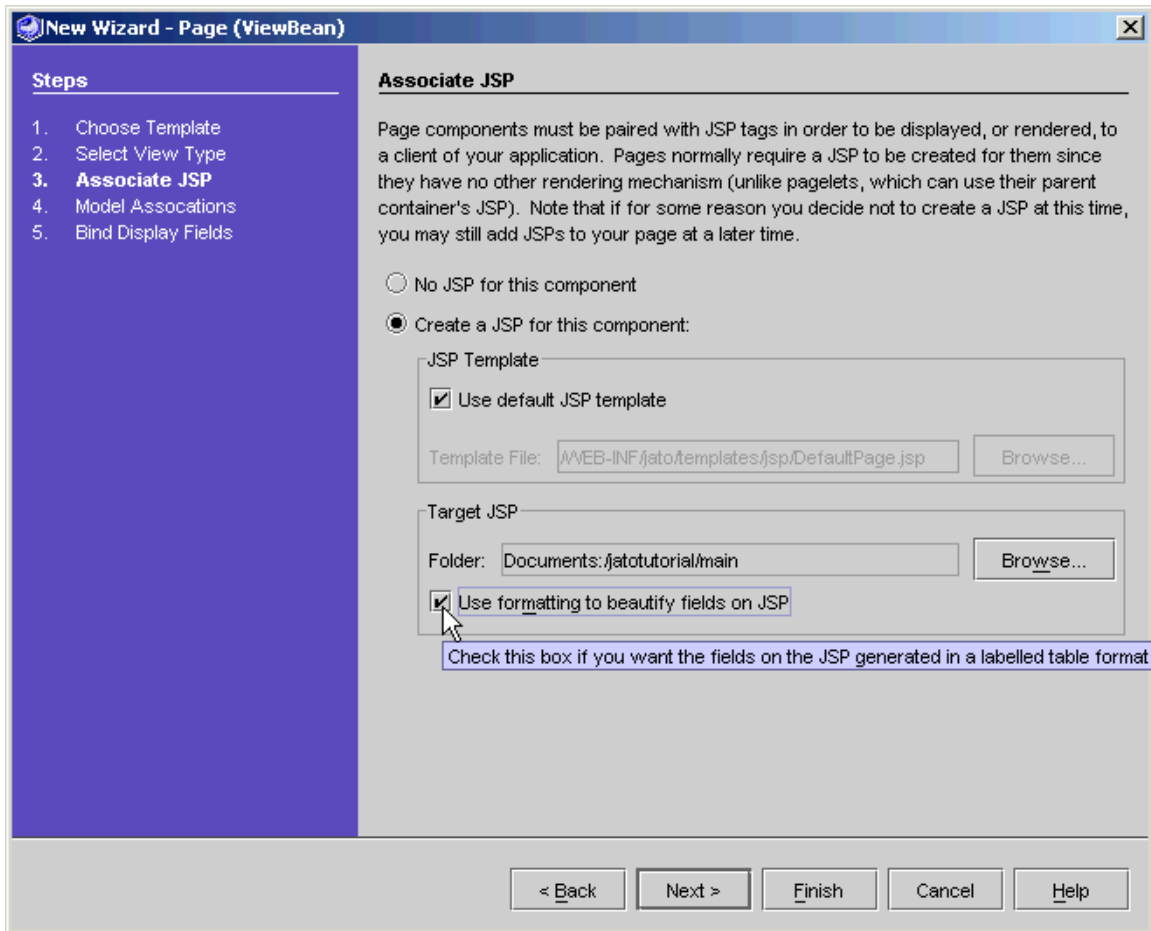 New Wizard - Page (ViewBean)
Steps
1. Choose Template
2. Select View Type
3. Associate JSP
4. Model Assocations
5. Bind Display Fields
Associate JSP
Page components must be paired with JSP tags in order to be displayed, or rendered, to
a client of your application. Pages normally require a JSP to be created for them since
they have no other rendering mechanism (unlike pagelets, which can use their parent
container's JSP). Note that if for some reason you decide not to create a JSP at this time,
you may still add JSPs to your page at a later time.
No JSP for this component
Create a JSP for this component:
JSP Template
Use default JSP template
Template File: /WEB-INF/jato/templates/jsp/DefaultPage.jsp Browse...
Target JSP
Folder: Documents:/jatotutorial/main Browse...
Use formatting to beautify fields on JSP
Check this box if you want the fields on the JSP generated in a labelled table format
< Back Next > Finish Cancel Help